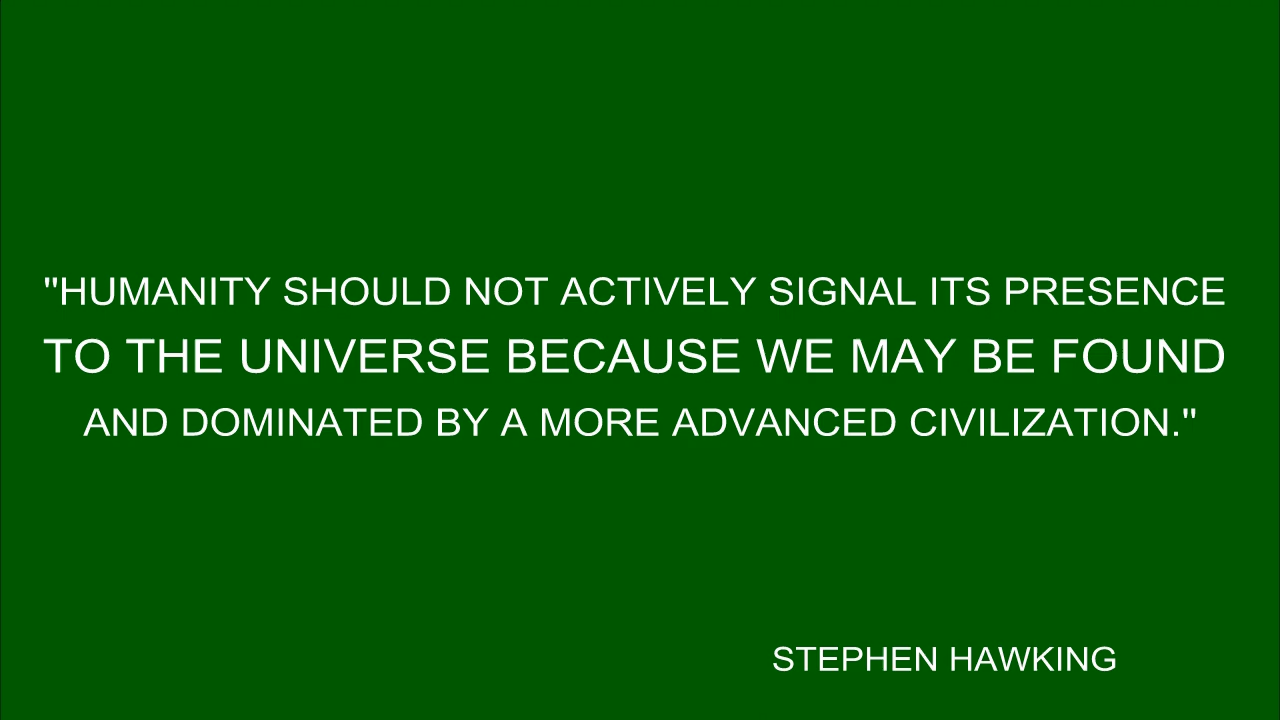 "HUMANITY SHOULD NOT ACTIVELY SIGNAL ITS PRESENCE
TO THE UNIVERSE BECAUSE WE MAY BE FOUND
AND DOMINATED BY A MORE ADVANCED CIVILIZATION."
STEPHEN HAWKING